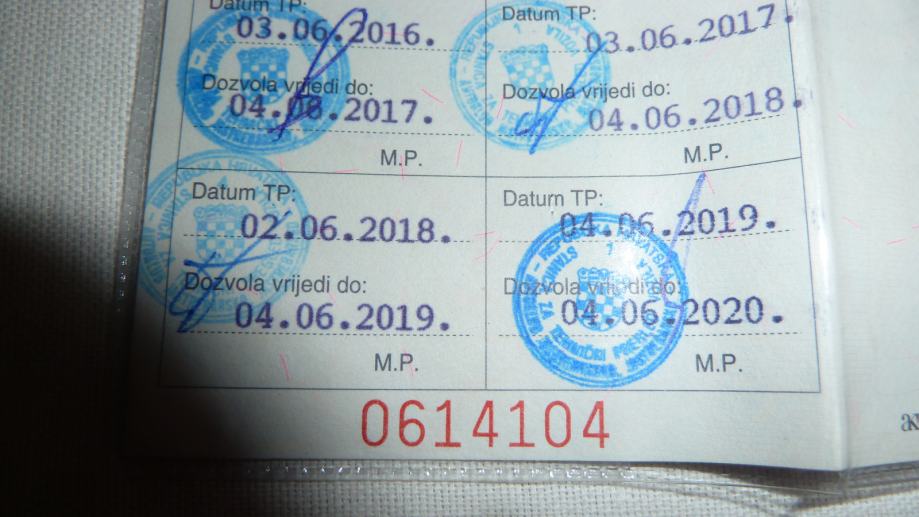 Datum TP:
03.06.2016.
Dozvola vrijedi do:
04.06.2017.
M.P.
Datum TP:
03.06.2017.
Dozvola vrijedi do:
04.06.2018.
M.P.
Datum TP:
02.06.2018.
Dozvola vrijedi do:
04.06.2019.
M.P.
Datum TP:
04.06.2019.
Dozvola vrijedi do:
04.06.2020.
M.P.
0614104